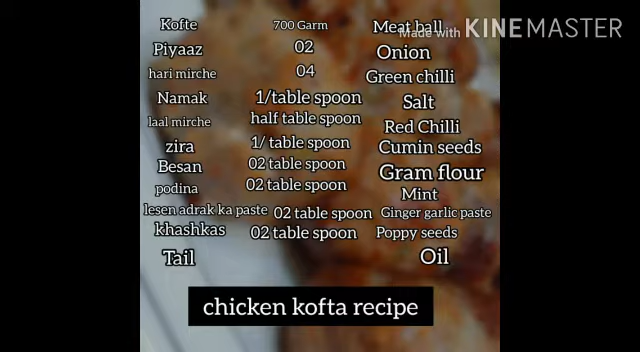 Made with KINEMASTER
Kofte 700 Garm Meat ball
Piyaaz 02 Onion
hari mirche 04 Green chilli
Namak 1/table spoon Salt
laal mirche half table spoon Red Chilli
zira 1/ table spoon Cumin seeds
Besan 02 table spoon Gram flour
podina 02 table spoon Mint
lesen adrak ka paste 02 table spoon Ginger garlic paste
khashkas 02 table spoon Poppy seeds
Tail Oil
chicken kofta recipe